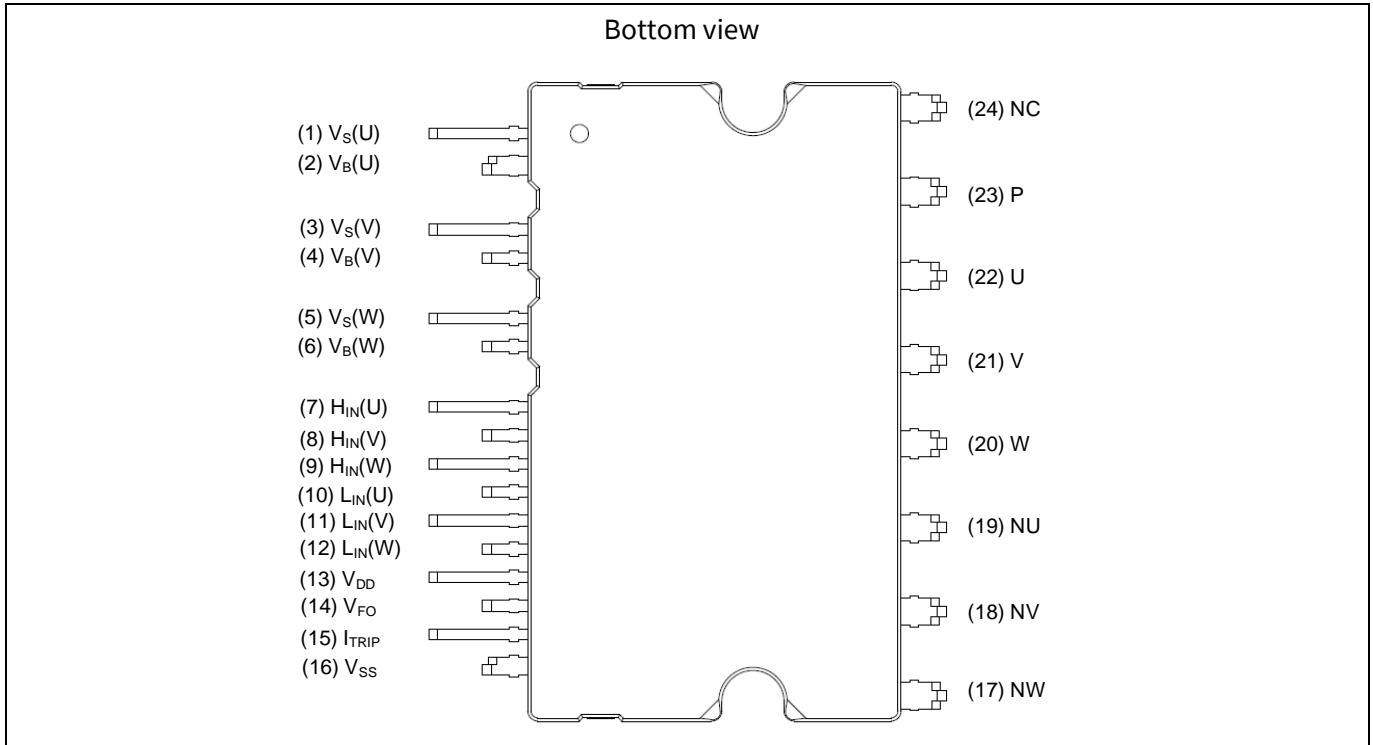 Bottom view
(1) VS(U)
(2) VB(U)
(3) VS(V)
(4) VB(V)
(5) VS(W)
(6) VB(W)
(7) HIN(U)
(8) HIN(V)
(9) HIN(W)
(10) LIN(U)
(11) LIN(V)
(12) LIN(W)
(13) VDD
(14) VFO
(15) ITRIP
(16) VSS
(24) NC
(23) P
(22) U
(21) V
(20) W
(19) NU
(18) NV
(17) NW